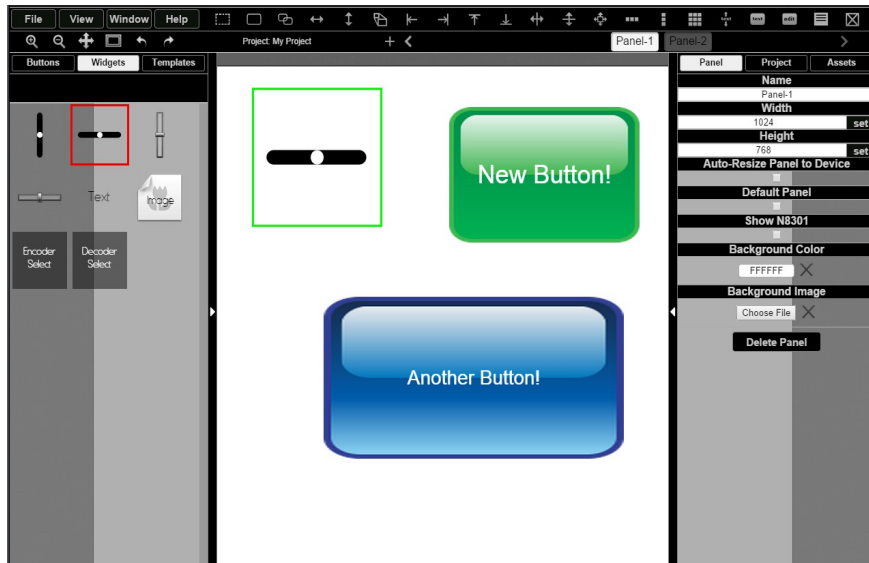 File View Window Help
text edit
Project: My Project
Panel-1 Panel-2
Buttons Widgets Templates
Text Image
Encoder Select
Decoder Select
New Button!
Another Button!
Panel Project Assets
Name
Panel-1
Width
1024 set
Height
768 set
Auto-Resize Panel to Device
Default Panel
Show N8301
Background Color
FFFFFF
Background Image
Choose File
Delete Panel